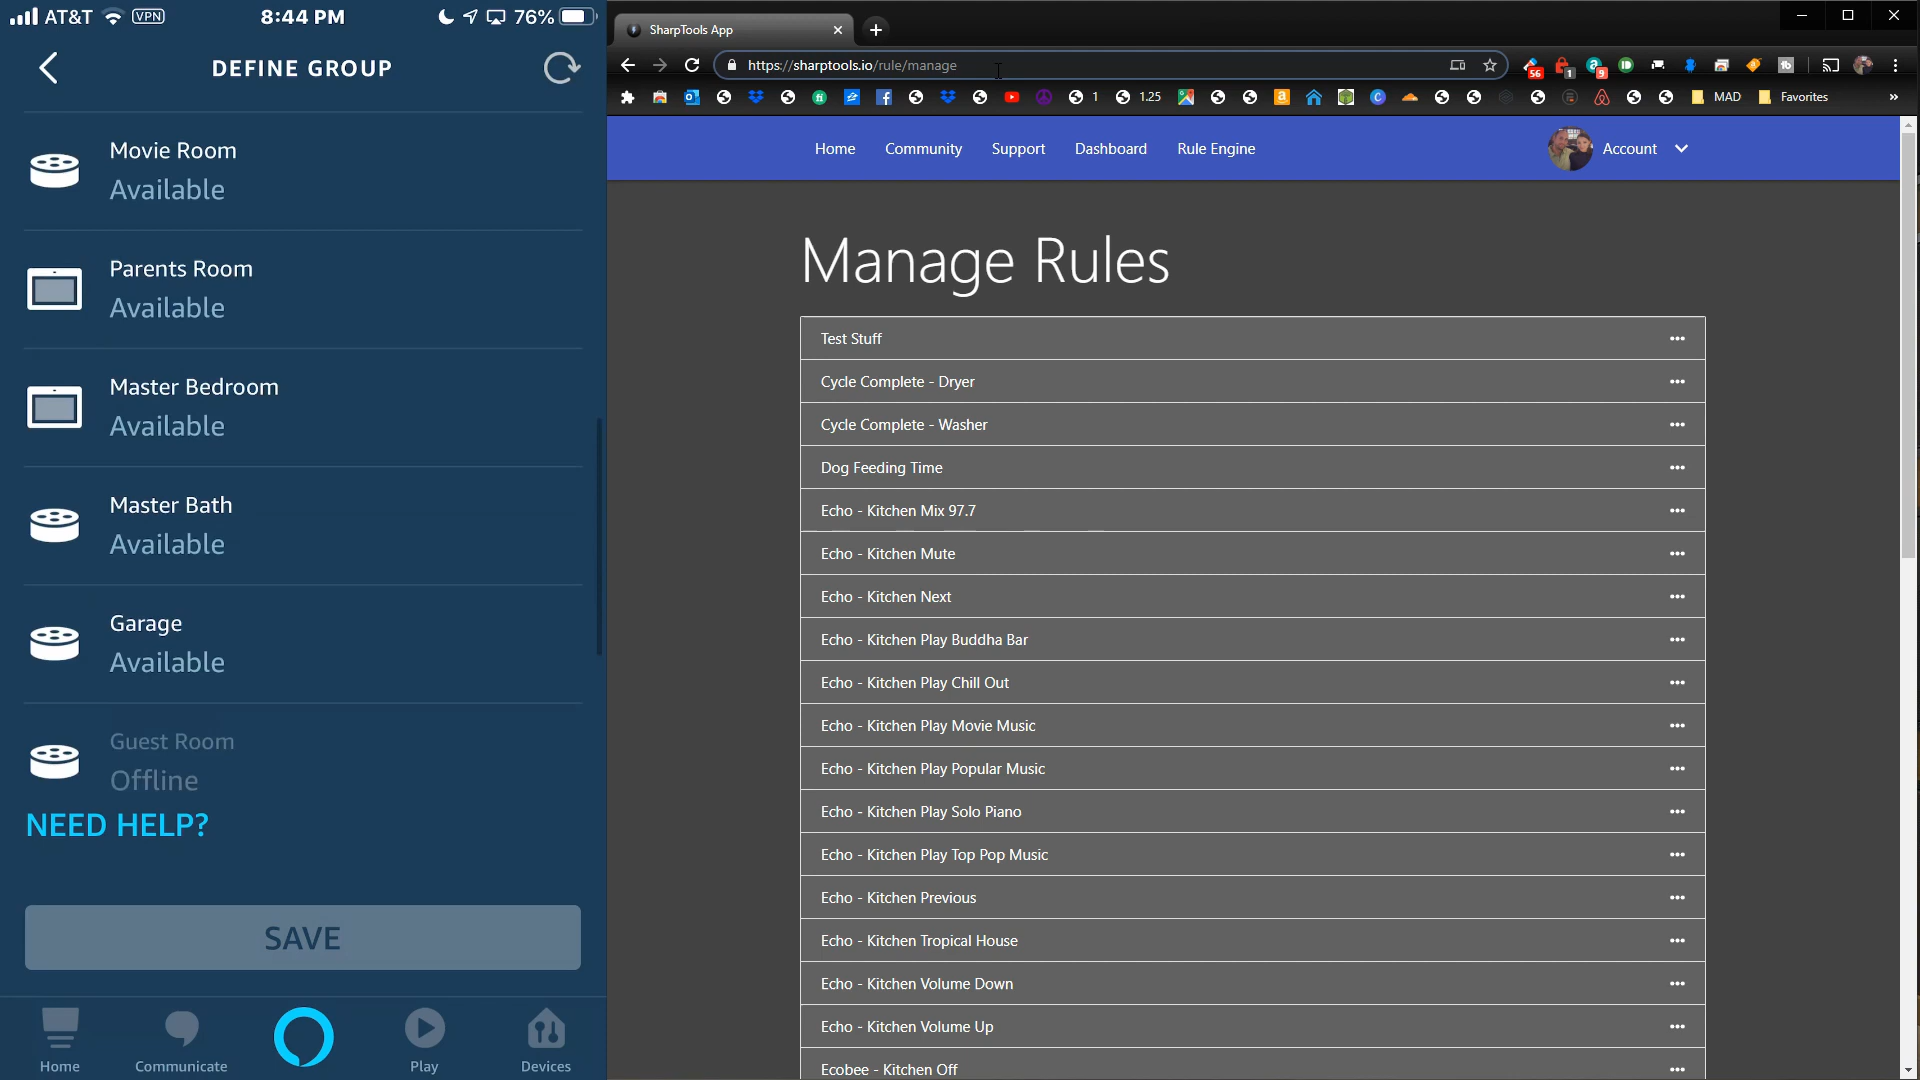 AT&T VPN 8:44 PM 76%
DEFINE GROUP
Movie Room
Available
Parents Room
Available
Master Bedroom
Available
Master Bath
Available
Garage
Available
Guest Room
Offline
NEED HELP?
SAVE
Home Communicate Play Devices
SharpTools App
https://sharptools.io/rule/manage
56 1 9
1 1.25 MAD Favorites »
Home Community Support Dashboard Rule Engine Account
Manage Rules
Test Stuff
Cycle Complete - Dryer
Cycle Complete - Washer
Dog Feeding Time
Echo - Kitchen Mix 97.7
Echo - Kitchen Mute
Echo - Kitchen Next
Echo - Kitchen Play Buddha Bar
Echo - Kitchen Play Chill Out
Echo - Kitchen Play Movie Music
Echo - Kitchen Play Popular Music
Echo - Kitchen Play Solo Piano
Echo - Kitchen Play Top Pop Music
Echo - Kitchen Previous
Echo - Kitchen Tropical House
Echo - Kitchen Volume Down
Echo - Kitchen Volume Up
Ecobee - Kitchen Off